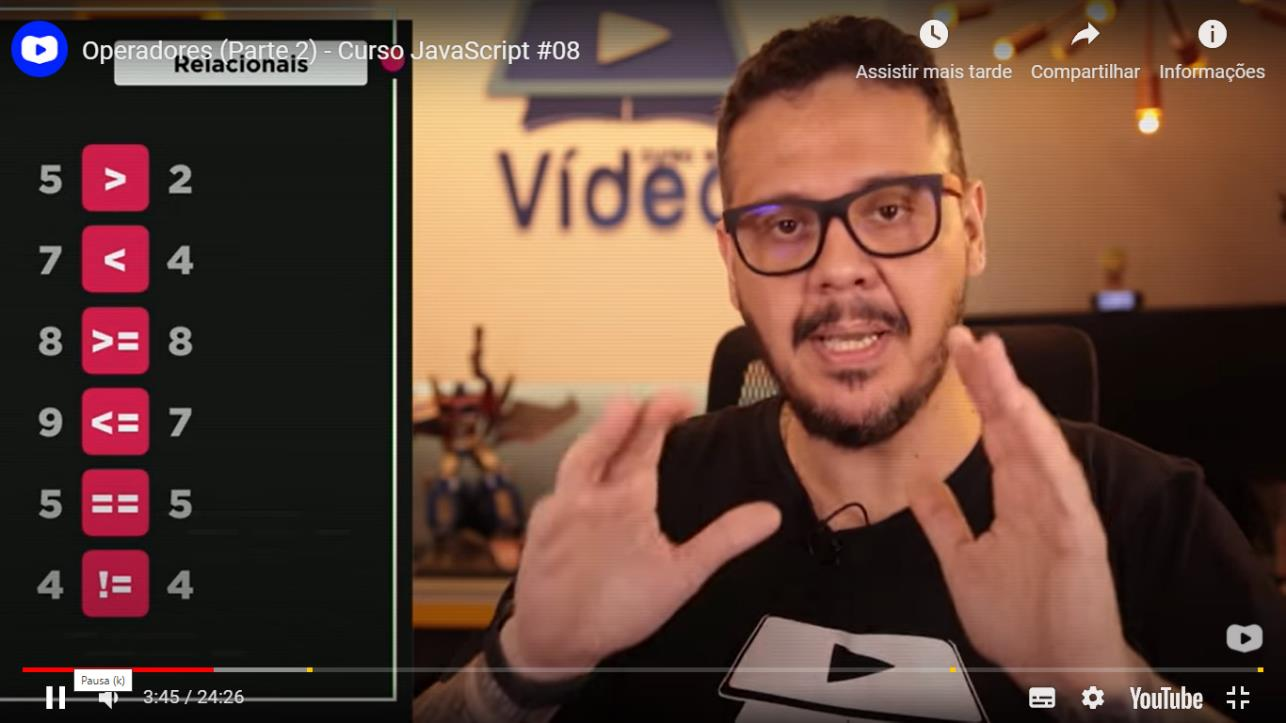 Operadores (Parte 2) - Curso JavaScript #08
Relacionais
Assistir mais tarde
Compartilhar
Informações
5 > 2
7 < 4
8 >= 8
9 <= 7
5 == 5
4 != 4
Víde
Pausa (k)
3:45 / 24:26
YouTube